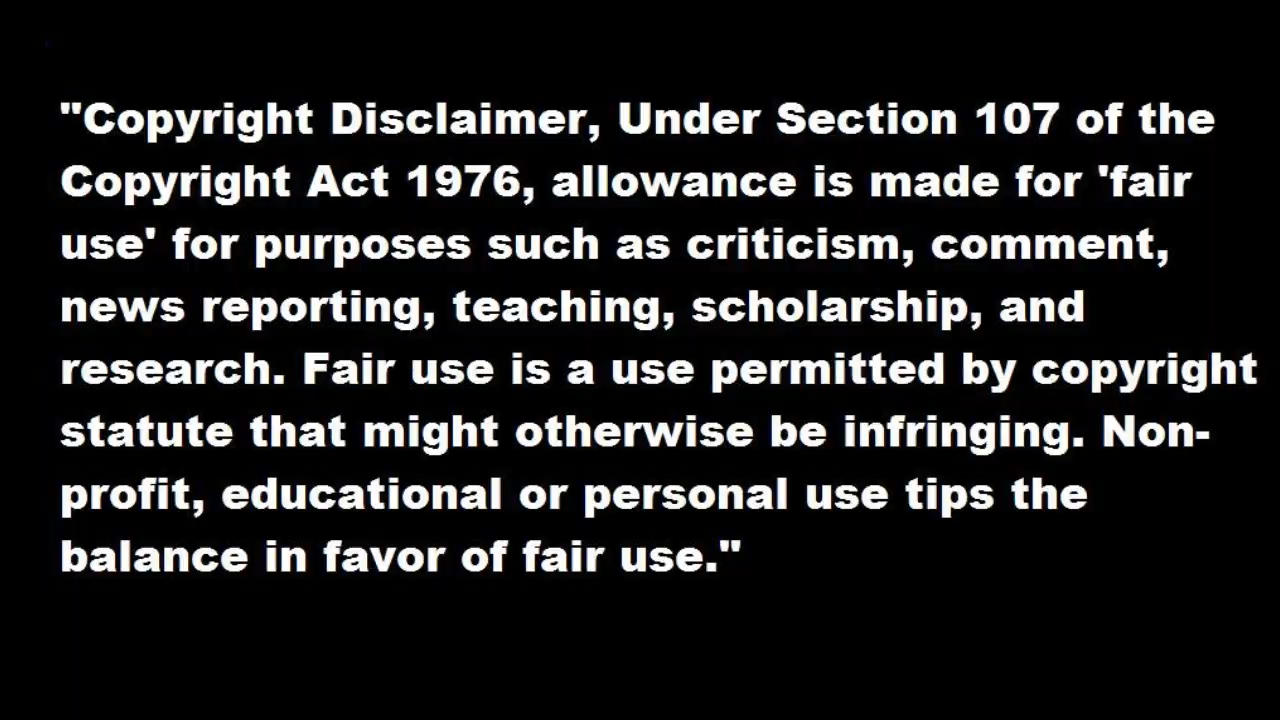 "Copyright Disclaimer, Under Section 107 of the
Copyright Act 1976, allowance is made for 'fair
use' for purposes such as criticism, comment,
news reporting, teaching, scholarship, and
research. Fair use is a use permitted by copyright
statute that might otherwise be infringing. Non-
profit, educational or personal use tips the
balance in favor of fair use."